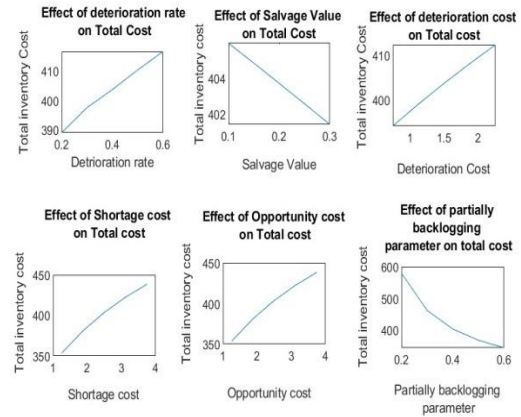 Effect of deterioration rate
on Total Cost
Total inventory Cost
410
400
390
0.2
0.4
0.6
Detrioration rate
Effect of Salvage Value
on Total Cost
Total inventory cost
404
402
0.1
0.2
0.3
Salvage Value
Effect of deterioration cost
on Total cost
Total inventory cost
400
1
1.5
2
Deterioration Cost
Effect of Shortage cost
on Total cost
Total inventory cost
450
400
350
1
2
3
4
Shortage cost
Effect of Opportunity cost
on Total cost
Total inventory cost
450
400
350
1
2
3
4
Opportunity cost
Effect of partially
backlogging
parameter on total cost
Total inventory cost
600
500
400
0.2
0.4
0.6
Partially backlogging
parameter